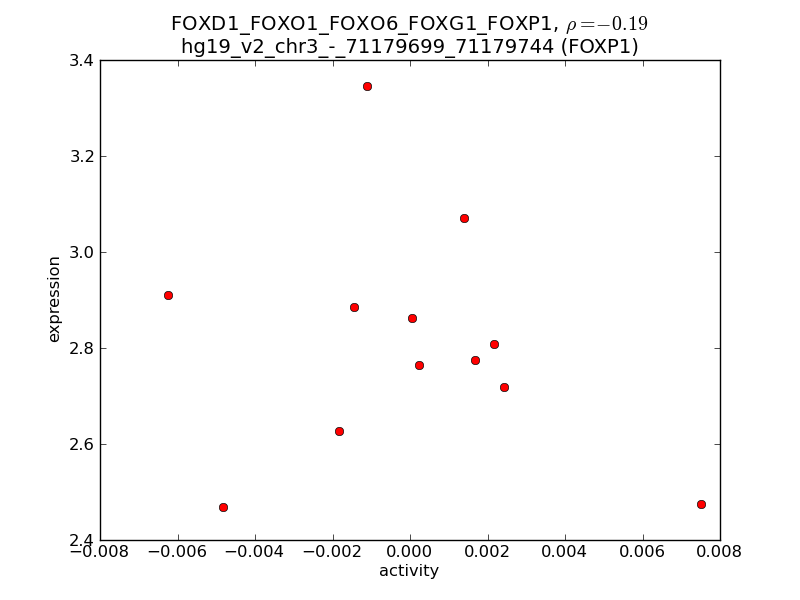 FOXD1_FOXO1_FOXO6_FOXG1_FOXP1, ρ=−0.19
hg19_v2_chr3_-_71179699_71179744 (FOXP1)
3.4
3.2
3.0
2.8
2.6
2.4
expression
−0.008 −0.006 −0.004 −0.002 0.000 0.002 0.004 0.006 0.008
activity